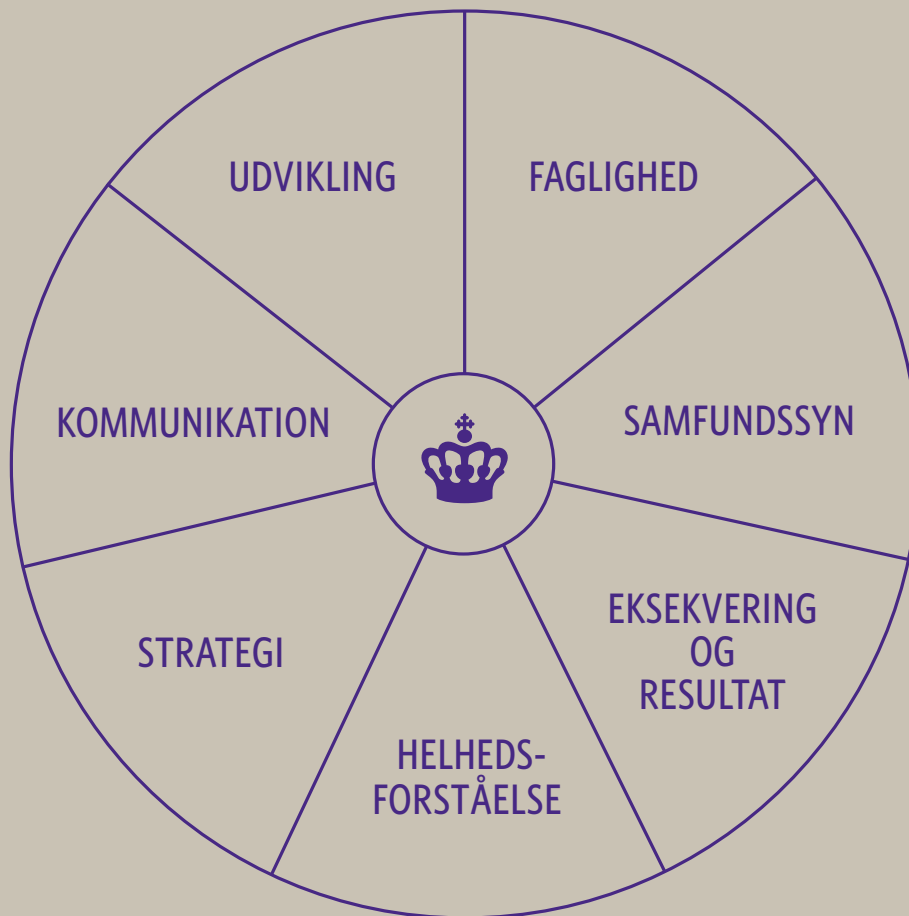 UDVIKLING
FAGLIGHED
KOMMUNIKATION
SAMFUNDSSYN
STRATEGI
EKSEKVERING
OG
RESULTAT
HELHEDS-
FORSTÅELSE